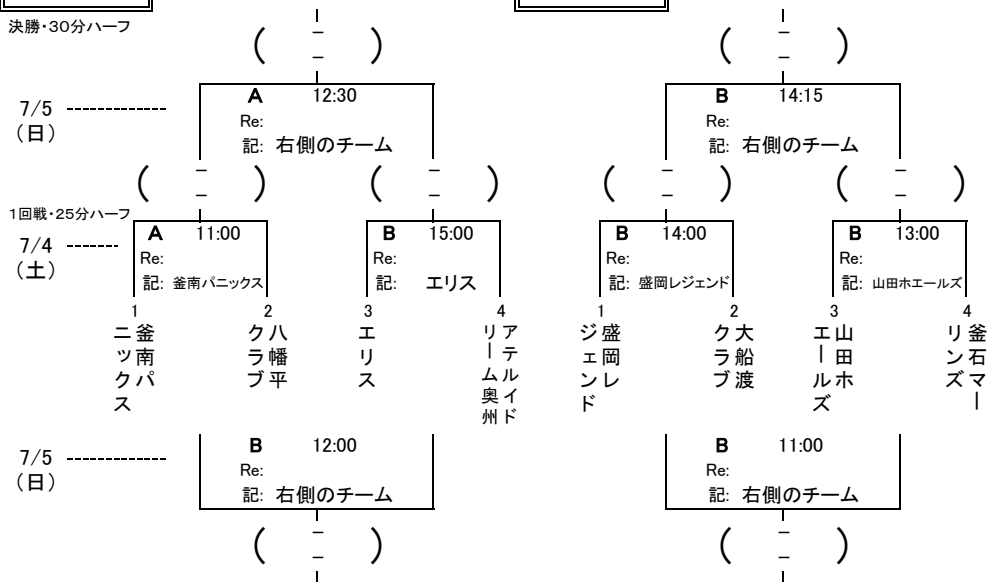 決勝・30分ハーフ
( － － ) ( － － )
7/5 (日)
A 12:30
Re:
記: 右側のチーム
B 14:15
Re:
記: 右側のチーム
( － － ) ( － － ) ( － － ) ( － － )
1回戦・25分ハーフ
7/4 (土)
A 11:00
Re:
記: 釜南パニックス
B 15:00
Re:
記: エリス
B 14:00
Re:
記: 盛岡レジェンド
B 13:00
Re:
記: 山田ホエールズ
1 釜南パニックス
2 八幡平クラブ
3 エリス
4 アテルイドリーム奥州
1 盛岡レジェンド
2 大船渡クラブ
3 山田ホエールズ
4 釜石マーリンズ
7/5 (日)
B 12:00
Re:
記: 右側のチーム
B 11:00
Re:
記: 右側のチーム
( － － ) ( － － )